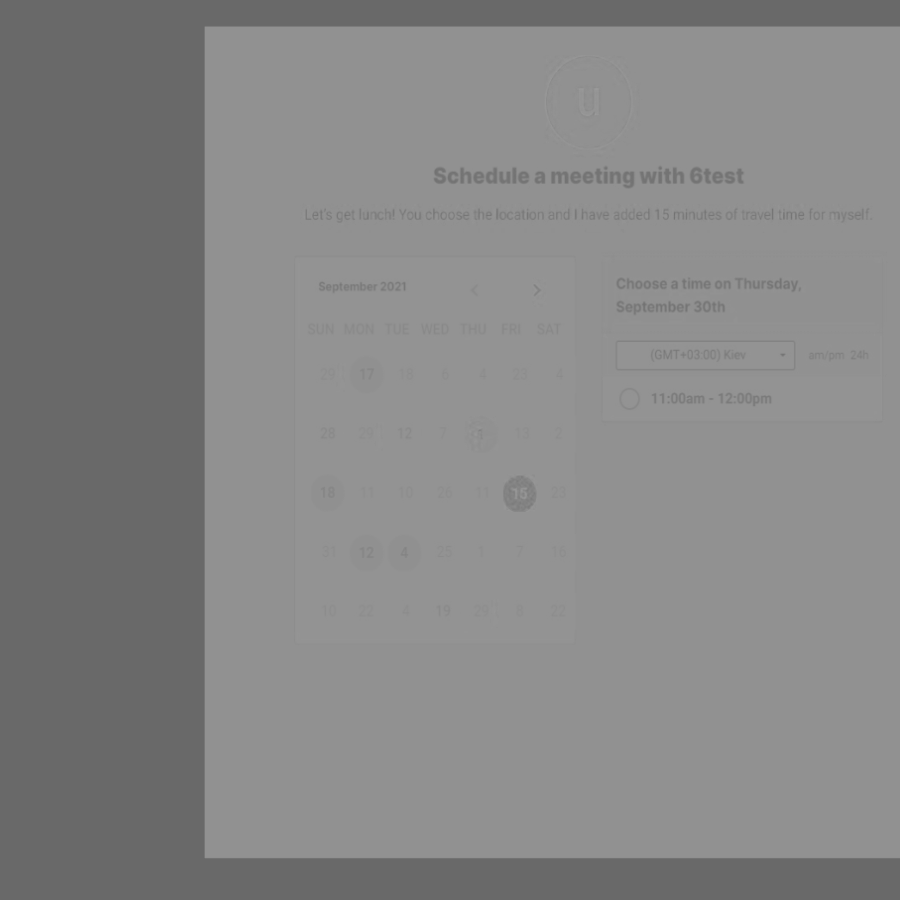 u
Schedule a meeting with 6test
Let's get lunch! You choose the location and I have added 15 minutes of travel time for myself.
September 2021
SUN MON TUE WED THU FRI SAT
29 17 18 6 4 23 4
28 29 12 7 1 13 2
18 11 10 26 11 15 23
31 12 4 25 1 7 16
10 22 4 19 29 8 22
Choose a time on Thursday,
September 30th
(GMT+03:00) Kiev am/pm 24h
11:00am - 12:00pm